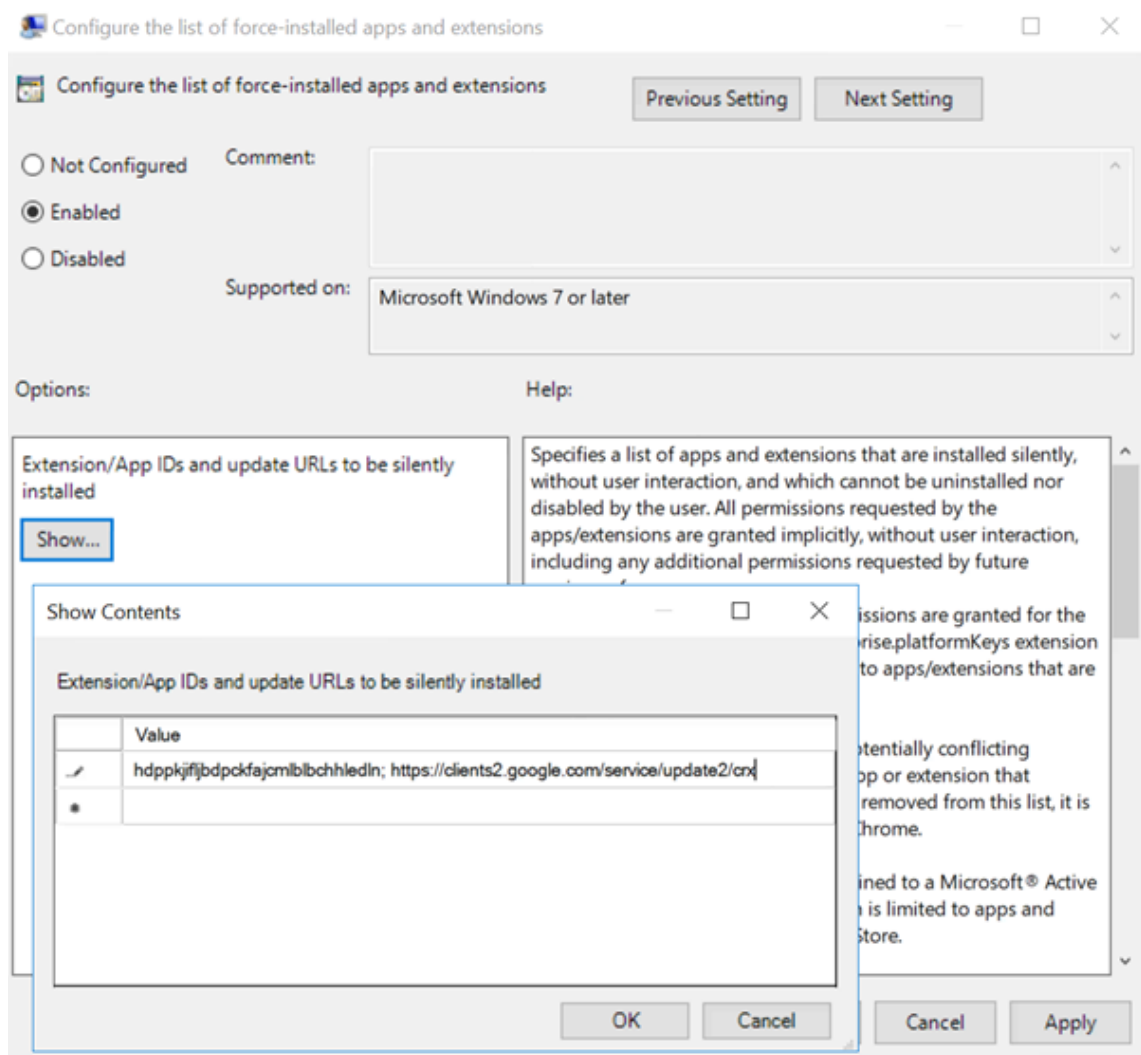 Configure the list of force-installed apps and extensions
Configure the list of force-installed apps and extensions
Previous Setting
Next Setting
Not Configured
Comment:
Enabled
Disabled
Supported on:
Microsoft Windows 7 or later
Options:
Help:
Extension/App IDs and update URLs to be silently
installed
Show...
Specifies a list of apps and extensions that are installed silently,
without user interaction, and which cannot be uninstalled nor
disabled by the user. All permissions requested by the
apps/extensions are granted implicitly, without user interaction,
including any additional permissions requested by future
issions are granted for the
rise.platformKeys extension
to apps/extensions that are
tentially conflicting
pp or extension that
removed from this list, it is
Chrome.
ined to a Microsoft® Active
is limited to apps and
Store.
Show Contents
Extension/App IDs and update URLs to be silently installed
Value
hdppkjifljbdpckfajcmlblbchhledln; https://clients2.google.com/service/update2/crx
OK
Cancel
Cancel
Apply